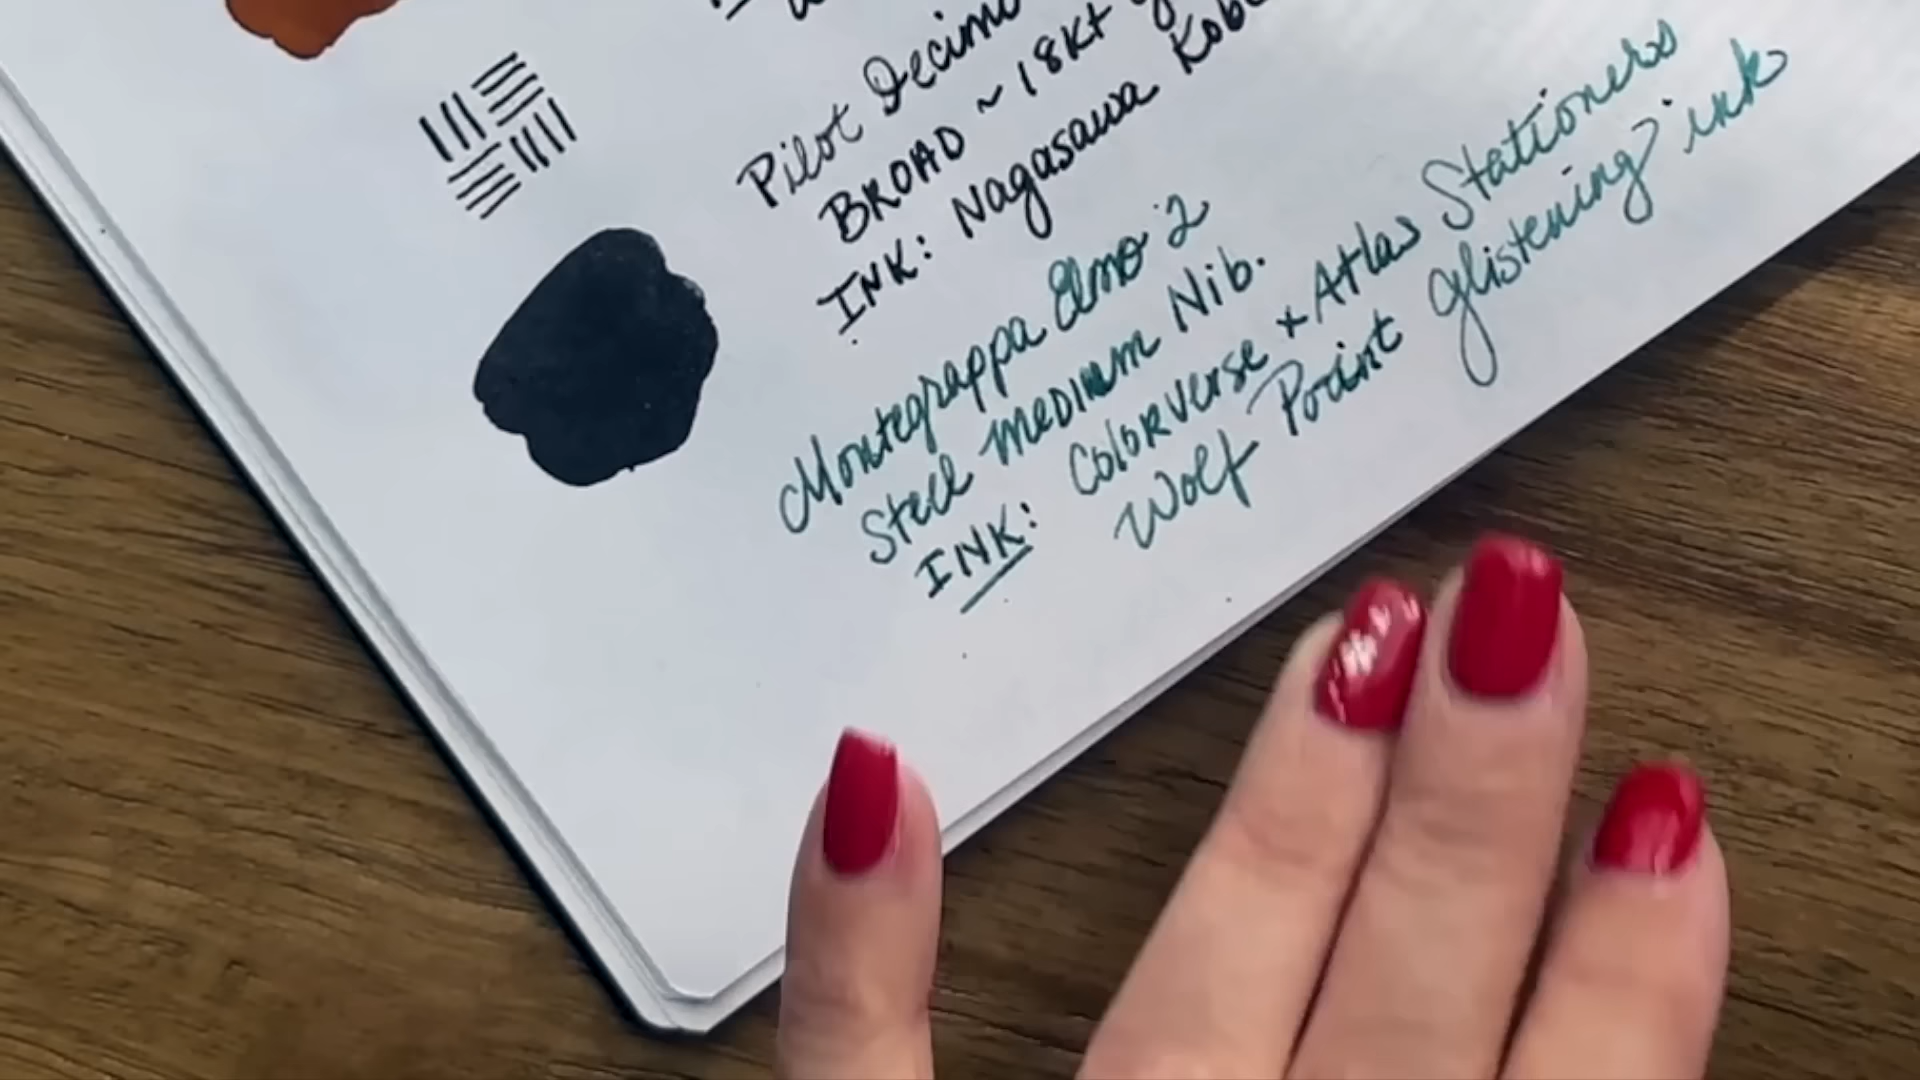 Pilot Decimo
BROAD ~ 18Kt
INK: Nagasawa Kobe
Montegrappa Elmo 2
Steel MEDIUM Nib.
INK: Colorverse + Atlas Stationers
Wolf Point Glistening ink